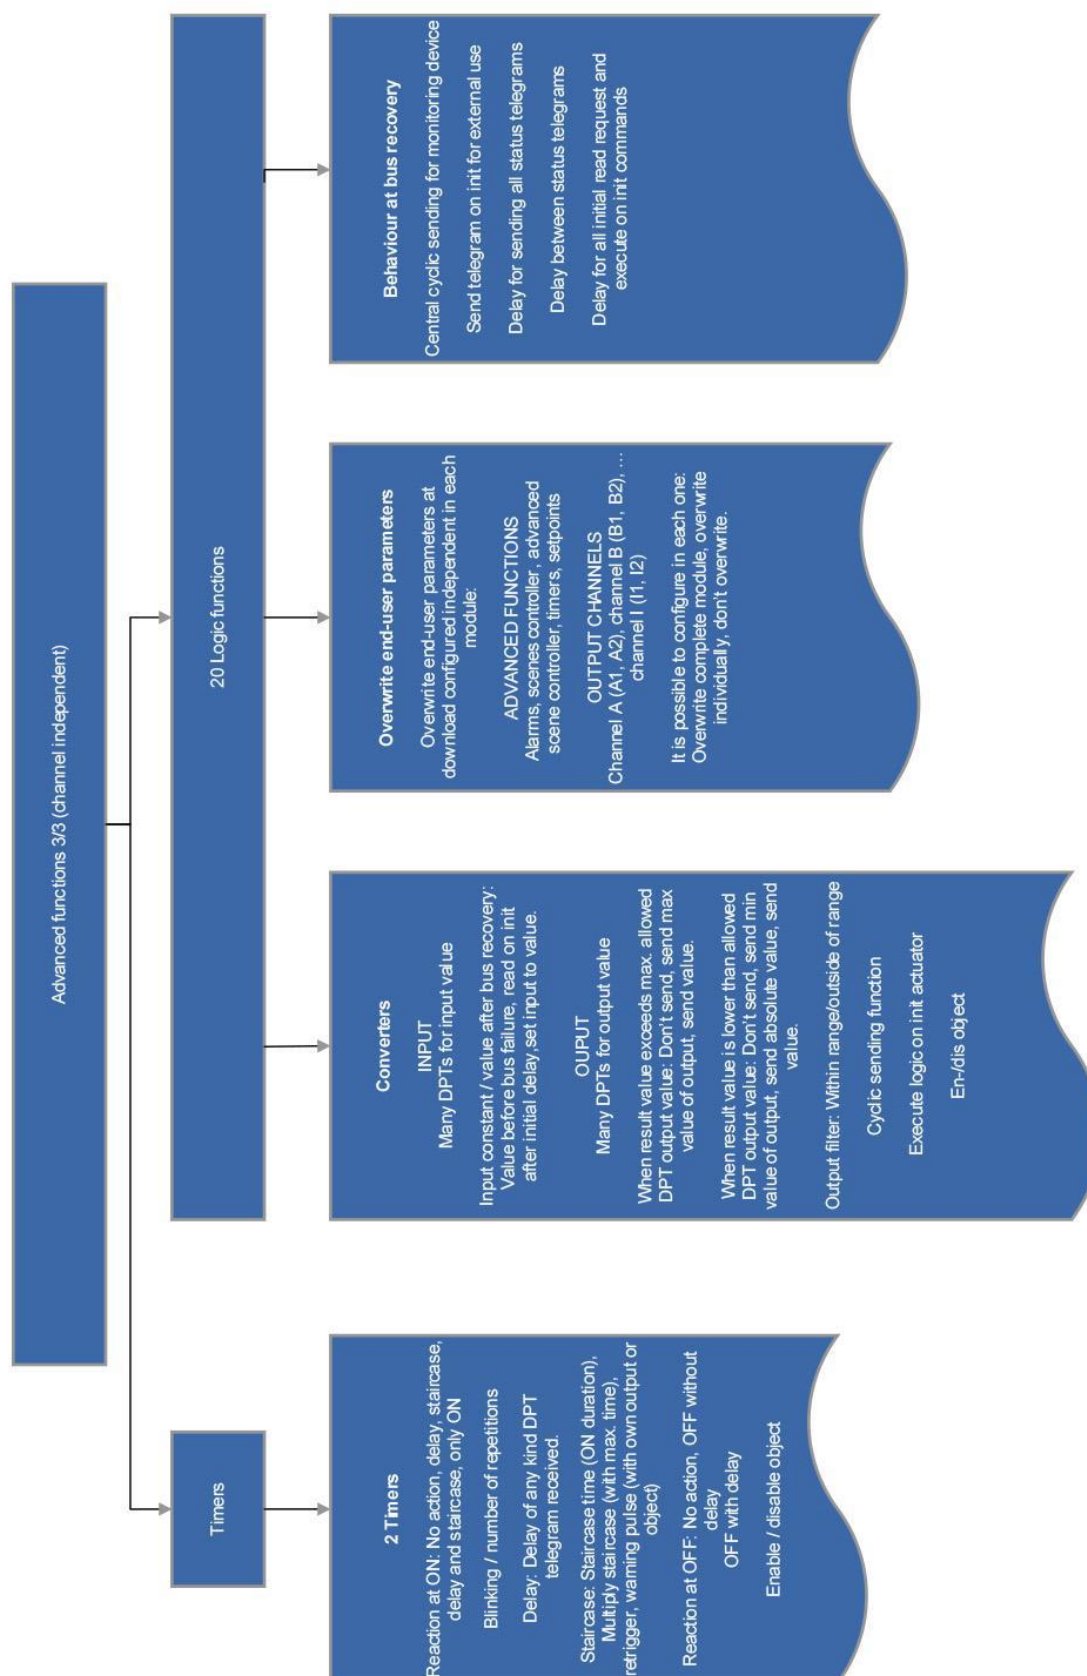 Advanced functions 3/3 (channel independent)
Timers
20 Logic functions
2 Timers
Reaction at ON: No action, delay, staircase,
delay and staircase, only ON
Blinking / number of repetitions
Delay: Delay of any kind DPT
telegram received.
Staircase: Staircase time (ON duration),
Multiply staircase (with max. time),
retrigger, warning pulse (with own output or
object)
Reaction at OFF: No action, OFF without
delay
OFF with delay
Enable / disable object
Converters
INPUT
Many DPTs for input value
Input constant / value after bus recovery:
Value before bus failure, read on init
after initial delay,set input to value.
OUPUT
Many DPTs for output value
When result value exceeds max. allowed
DPT output value: Don't send, send max
value of output, send value.
When result value is lower than allowed
DPT output value: Don't send, send min
value of output, send absolute value, send
value.
Output filter: Within range/outside of range
Cyclic sending function
Execute logic on init actuator
En-/dis object
Overwrite end-user parameters
Overwrite end-user parameters at
download configured independent in each
module:
ADVANCED FUNCTIONS
Alarms, scenes controller, advanced
scene controller, timers, setpoints
OUTPUT CHANNELS
Channel A (A1, A2), channel B (B1, B2), ...
channel I (I1, I2)
It is possible to configure in each one:
Overwrite complete module, overwrite
individually, don't overwrite.
Behaviour at bus recovery
Central cyclic sending for monitoring device
Send telegram on init for external use
Delay for sending all status telegrams
Delay between status telegrams
Delay for all initial read request and
execute on init commands